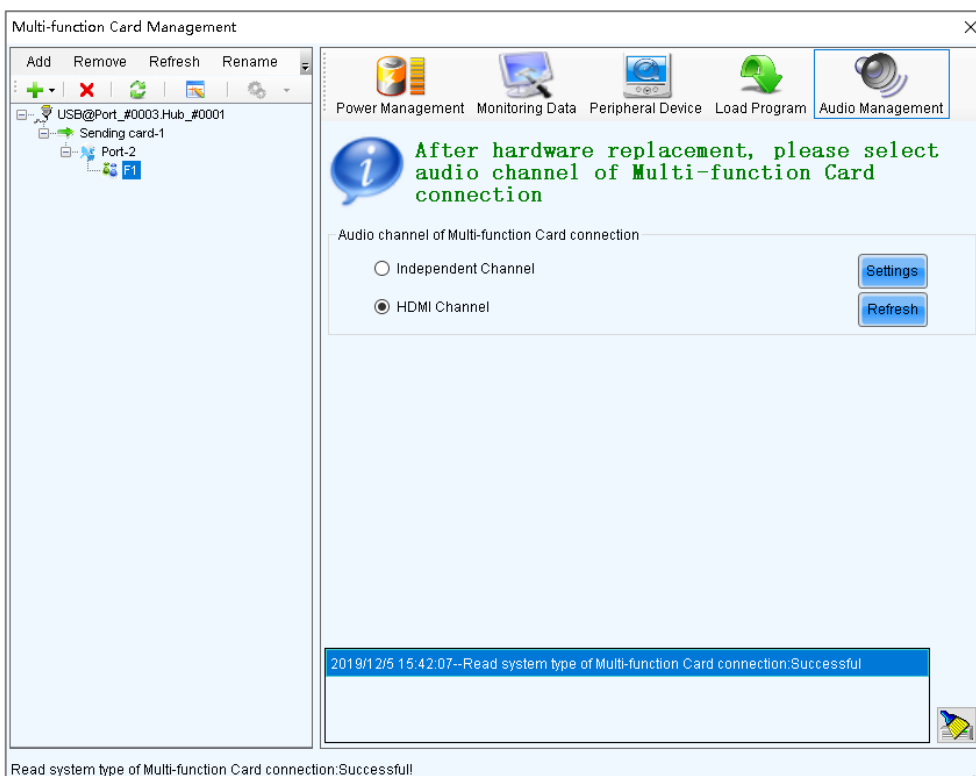 Multi-function Card Management
Add Remove Refresh Rename
USB@Port_#0003.Hub_#0001
Sending card-1
Port-2
F1
Power Management Monitoring Data Peripheral Device Load Program Audio Management
After hardware replacement, please select
audio channel of Multi-function Card
connection
Audio channel of Multi-function Card connection
Independent Channel
Settings
HDMI Channel
Refresh
2019/12/5 15:42:07--Read system type of Multi-function Card connection:Successful
Read system type of Multi-function Card connection:Successful!